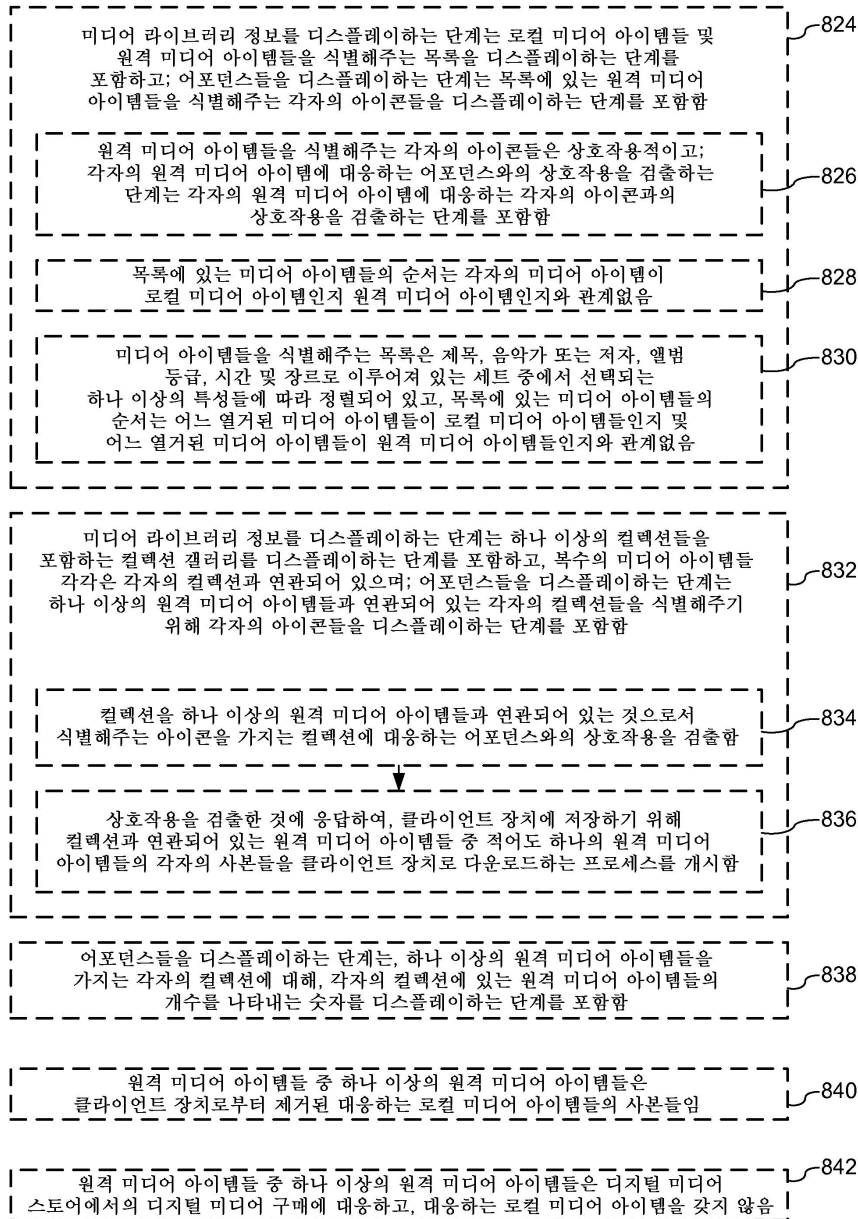 미디어 라이브러리 정보를 디스플레이하는 단계는 로컬 미디어 아이템들 및
원격 미디어 아이템들을 식별해주는 목록을 디스플레이하는 단계를
포함하고; 어포던스들을 디스플레이하는 단계는 목록에 있는 원격 미디어
아이템들을 식별해주는 각자의 아이콘들을 디스플레이하는 단계를 포함함
824
원격 미디어 아이템들을 식별해주는 각자의 아이콘들은 상호작용적이고;
각자의 원격 미디어 아이템에 대응하는 어포던스와의 상호작용을 검출하는
단계는 각자의 원격 미디어 아이템에 대응하는 각자의 아이콘과의
상호작용을 검출하는 단계를 포함함
826
목록에 있는 미디어 아이템들의 순서는 각자의 미디어 아이템이
로컬 미디어 아이템인지 원격 미디어 아이템인지와 관계없음
828
미디어 아이템들을 식별해주는 목록은 제목, 음악가 또는 저자, 앨범
등급, 시간 및 장르로 이루어져 있는 세트 중에서 선택되는
하나 이상의 특성들에 따라 정렬되어 있고, 목록에 있는 미디어 아이템들의
순서는 어느 열거된 미디어 아이템들이 로컬 미디어 아이템들인지 및
어느 열거된 미디어 아이템들이 원격 미디어 아이템들인지와 관계없음
830
미디어 라이브러리 정보를 디스플레이하는 단계는 하나 이상의 컬렉션들을
포함하는 컬렉션 갤러리를 디스플레이하는 단계를 포함하고, 복수의 미디어 아이템들
각각은 각자의 컬렉션과 연관되어 있으며; 어포던스들을 디스플레이하는 단계는
하나 이상의 원격 미디어 아이템들과 연관되어 있는 각자의 컬렉션들을 식별해주기
위해 각자의 아이콘들을 디스플레이하는 단계를 포함함
832
컬렉션을 하나 이상의 원격 미디어 아이템들과 연관되어 있는 것으로서
식별해주는 아이콘을 가지는 컬렉션에 대응하는 어포던스와의 상호작용을 검출함
834
상호작용을 검출한 것에 응답하여, 클라이언트 장치에 저장하기 위해
컬렉션과 연관되어 있는 원격 미디어 아이템들 중 적어도 하나의 원격 미디어
아이템들의 각자의 사본들을 클라이언트 장치로 다운로드하는 프로세스를 개시함
836
어포던스들을 디스플레이하는 단계는, 하나 이상의 원격 미디어 아이템들을
가지는 각자의 컬렉션에 대해, 각자의 컬렉션에 있는 원격 미디어 아이템들의
개수를 나타내는 숫자를 디스플레이하는 단계를 포함함
838
원격 미디어 아이템들 중 하나 이상의 원격 미디어 아이템들은
클라이언트 장치로부터 제거된 대응하는 로컬 미디어 아이템들의 사본들임
840
원격 미디어 아이템들 중 하나 이상의 원격 미디어 아이템들은 디지털 미디어
스토어에서의 디지털 미디어 구매에 대응하고, 대응하는 로컬 미디어 아이템을 갖지 않음
842